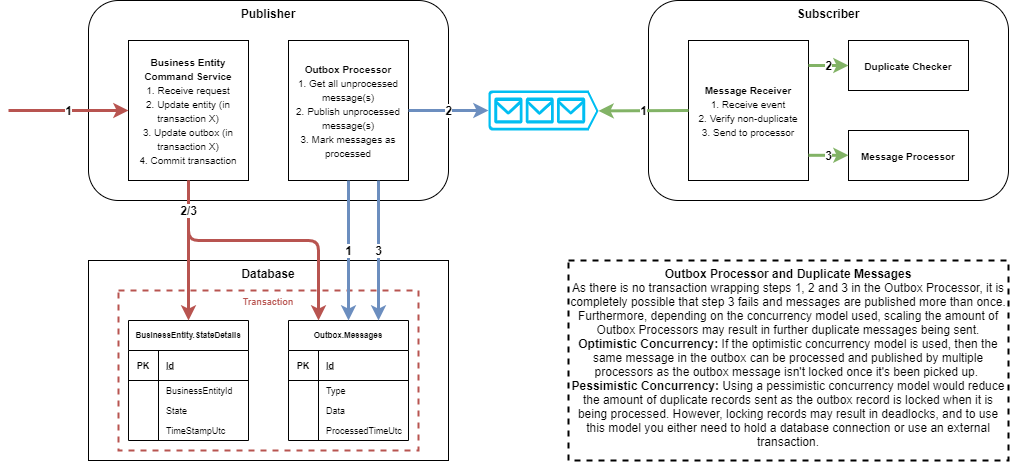 Publisher
Business Entity
Command Service
1. Receive request
2. Update entity (in
transaction X)
3. Update outbox (in
transaction X)
4. Commit transaction
Outbox Processor
1. Get all unprocessed
message(s)
2. Publish unprocessed
message(s)
3. Mark messages as
processed
1
2
2/3
1
3
Subscriber
Message Receiver
1. Receive event
2. Verify non-duplicate
3. Send to processor
1
2
3
Duplicate Checker
Message Processor
Database
Transaction
BusinessEntity.StateDetails
PK Id
BusinessEntityId
State
TimeStampUtc
Outbox.Messages
PK Id
Type
Data
ProcessedTimeUtc
Outbox Processor and Duplicate Messages
As there is no transaction wrapping steps 1, 2 and 3 in the Outbox Processor, it is
completely possible that step 3 fails and messages are published more than once.
Furthermore, depending on the concurrency model used, scaling the amount of
Outbox Processors may result in further duplicate messages being sent.
Optimistic Concurrency: If the optimistic concurrency model is used, then the
same message in the outbox can be processed and published by multiple
processors as the outbox message isn't locked once it's been picked up.
Pessimistic Concurrency: Using a pessimistic concurrency model would reduce
the amount of duplicate records sent as the outbox record is locked when it is
being processed. However, locking records may result in deadlocks, and to use
this model you either need to hold a database connection or use an external
transaction.